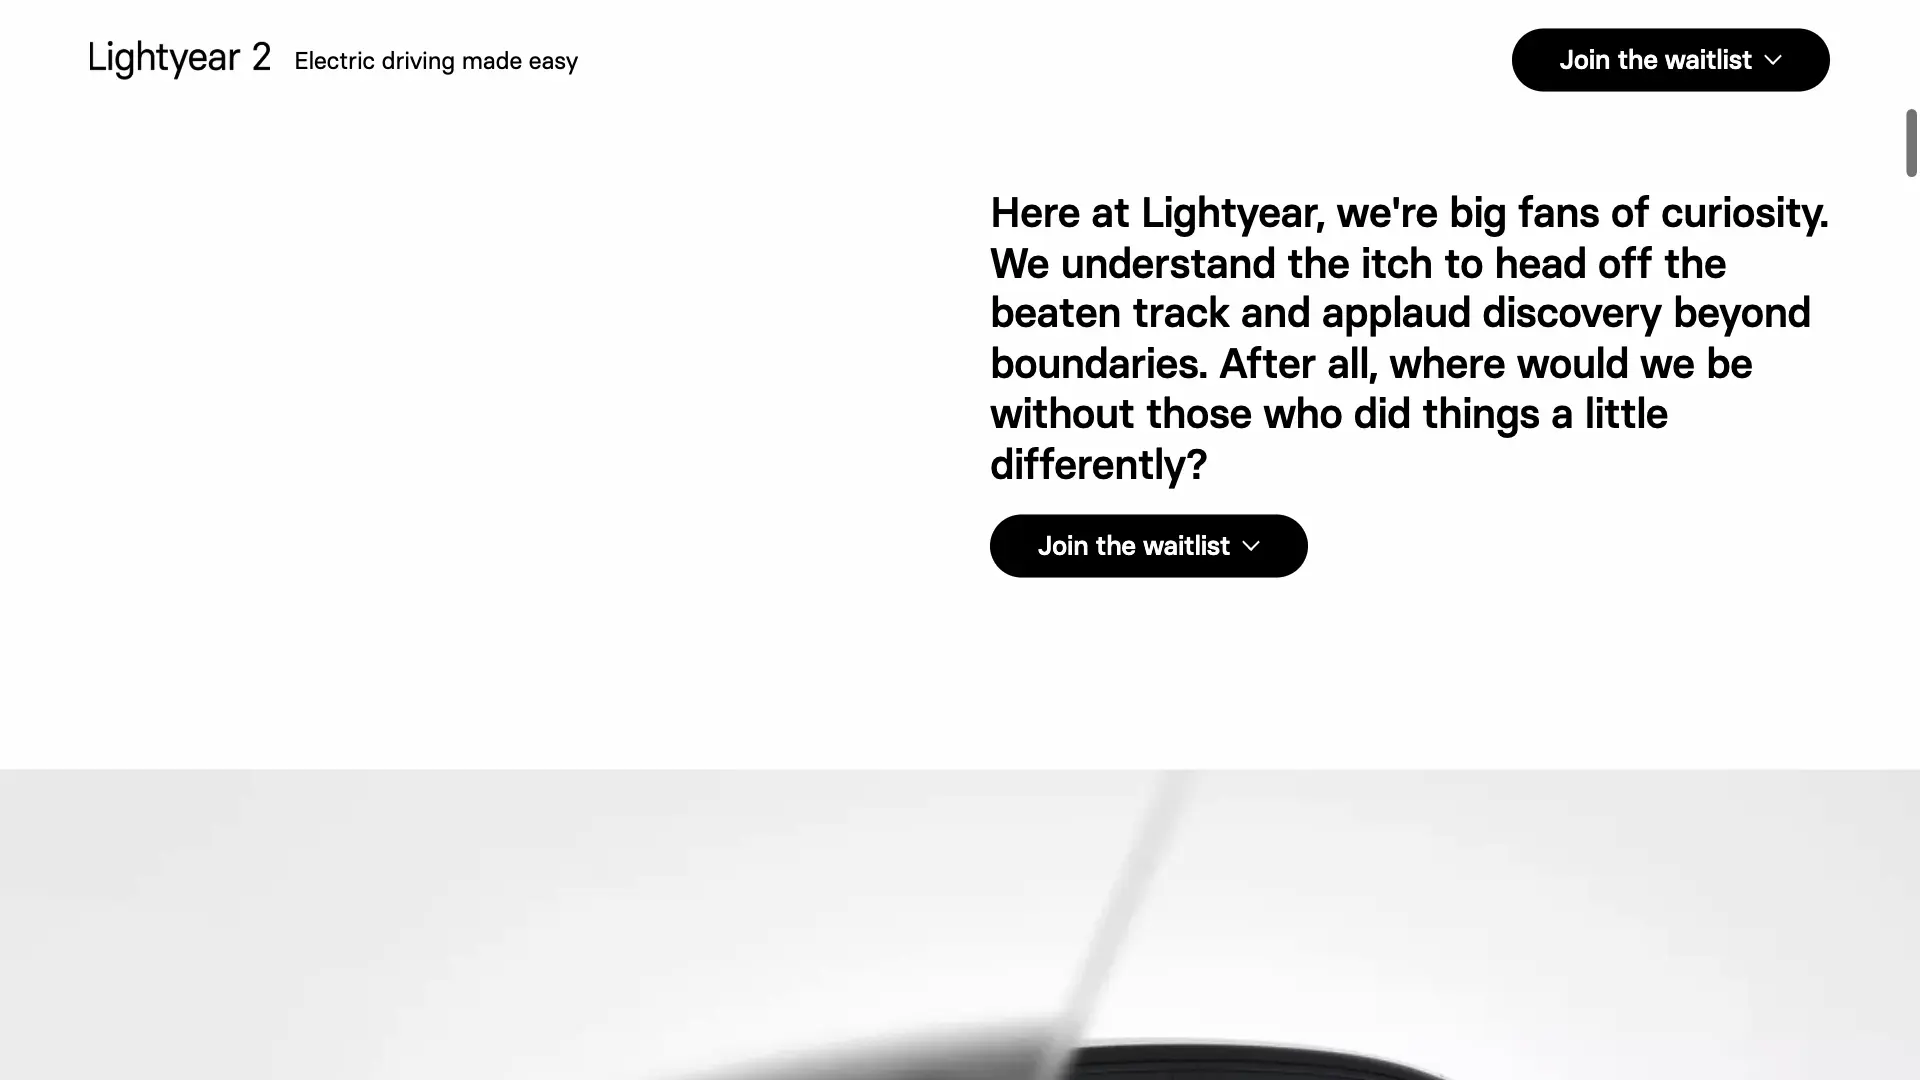 Lightyear 2 Electric driving made easy
Join the waitlist
Here at Lightyear, we're big fans of curiosity.
We understand the itch to head off the
beaten track and applaud discovery beyond
boundaries. After all, where would we be
without those who did things a little
differently?
Join the waitlist